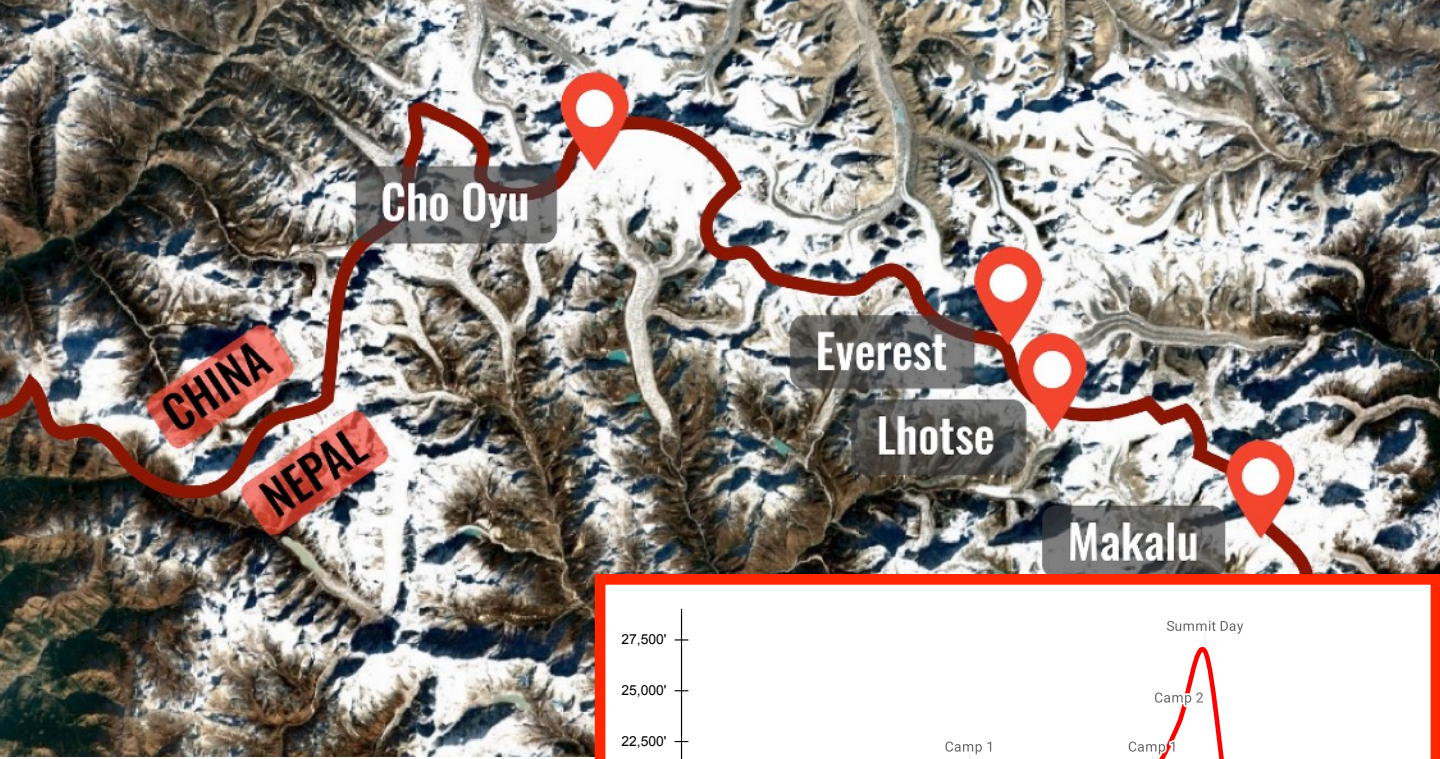 Cho Oyu
CHINA
Everest
Lhotse
NEPAL
Makalu
Summit Day
27,500'
25,000'
Camp 2
22,500'
Camp 1
Camp 1